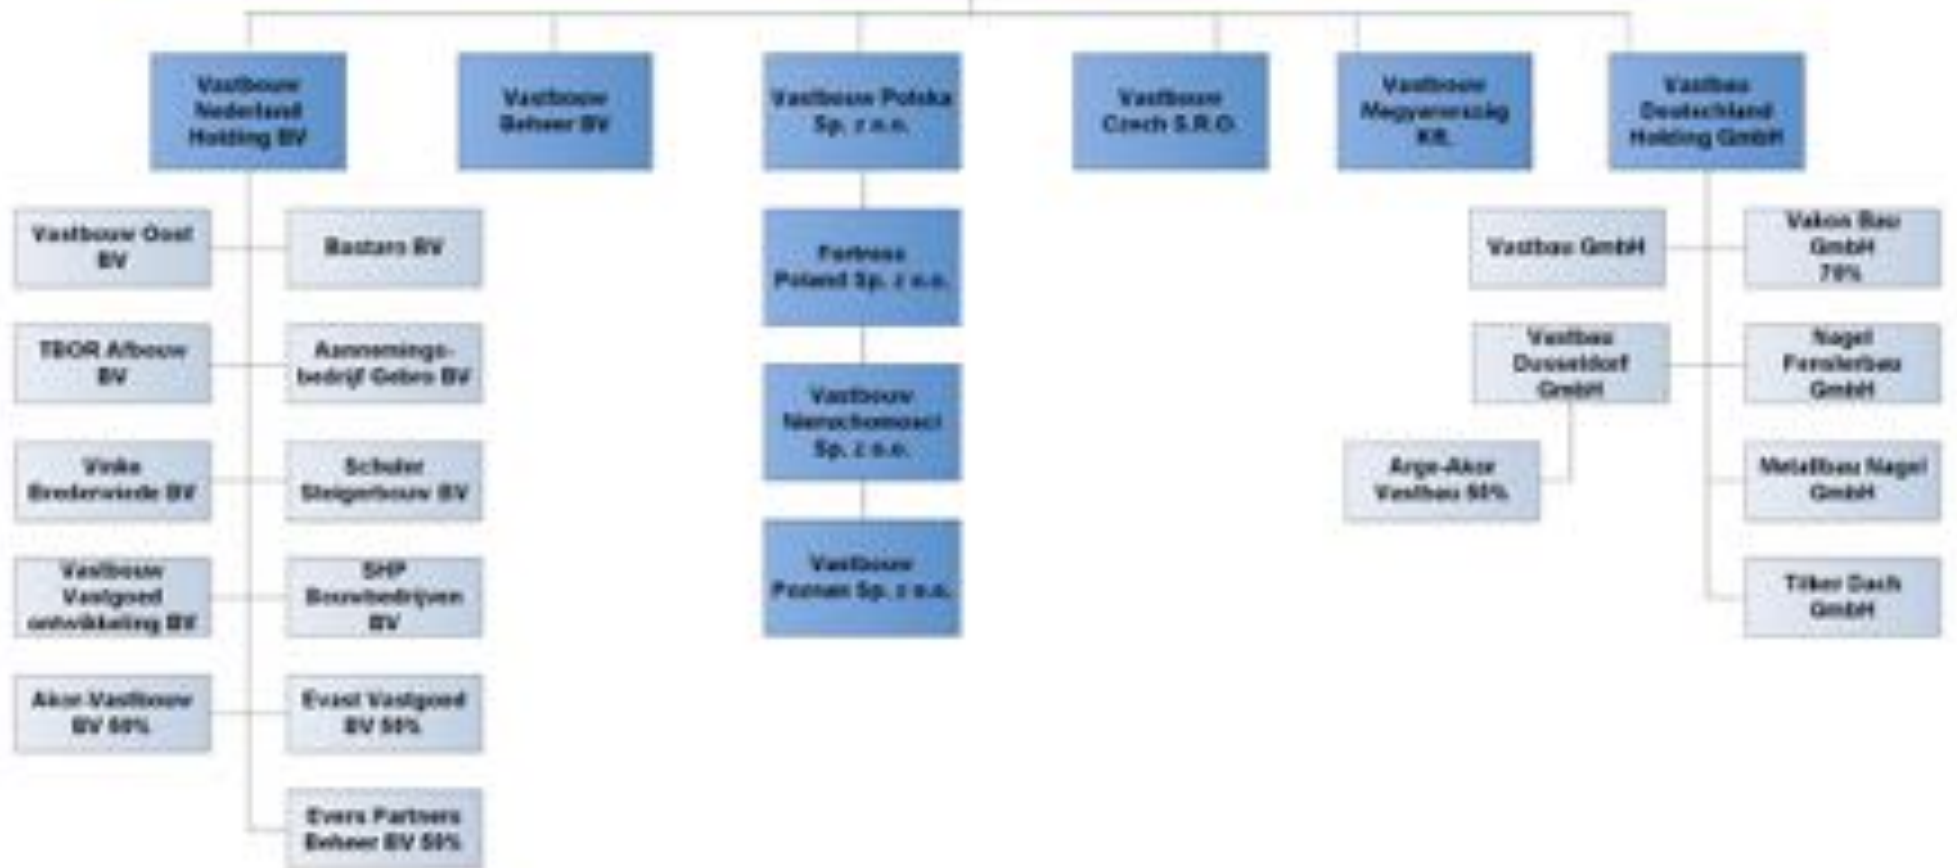 Vastbouw
Nederland
Holding BV
Vastbouw
Beheer BV
Vastbouw Polska
Sp. z o.o.
Vastbouw
Czech S.R.O.
Vastbouw
Kft.
Vastbau
Deutschland
Holding GmbH
Vastbouw Oost
BV
Bastaro BV
Fortress
Poland Sp. z o.o.
Vastbau GmbH
Vakon Bau
GmbH
70%
TBOR Afbouw
BV
Aannemings-
bedrijf Gebro BV
Vastbouw
Nieruchomosci
Sp. z o.o.
Vastbau
Dusseldorf
GmbH
Nagel
Fensterbau
GmbH
Vinke
BV
Schuler
Steigerbouw BV
Arge-Akor
Vastbau
Metallbau Nagel
GmbH
Vastbouw
Vastgoed
ontwikkeling BV
SHP
Bouwbedrijven
BV
Vastbouw
Poznan Sp. z o.o.
Tilker Dach
GmbH
Akor-Vastbouw
BV
Evast Vastgoed
BV 50%
Evers Partners
Beheer BV 50%